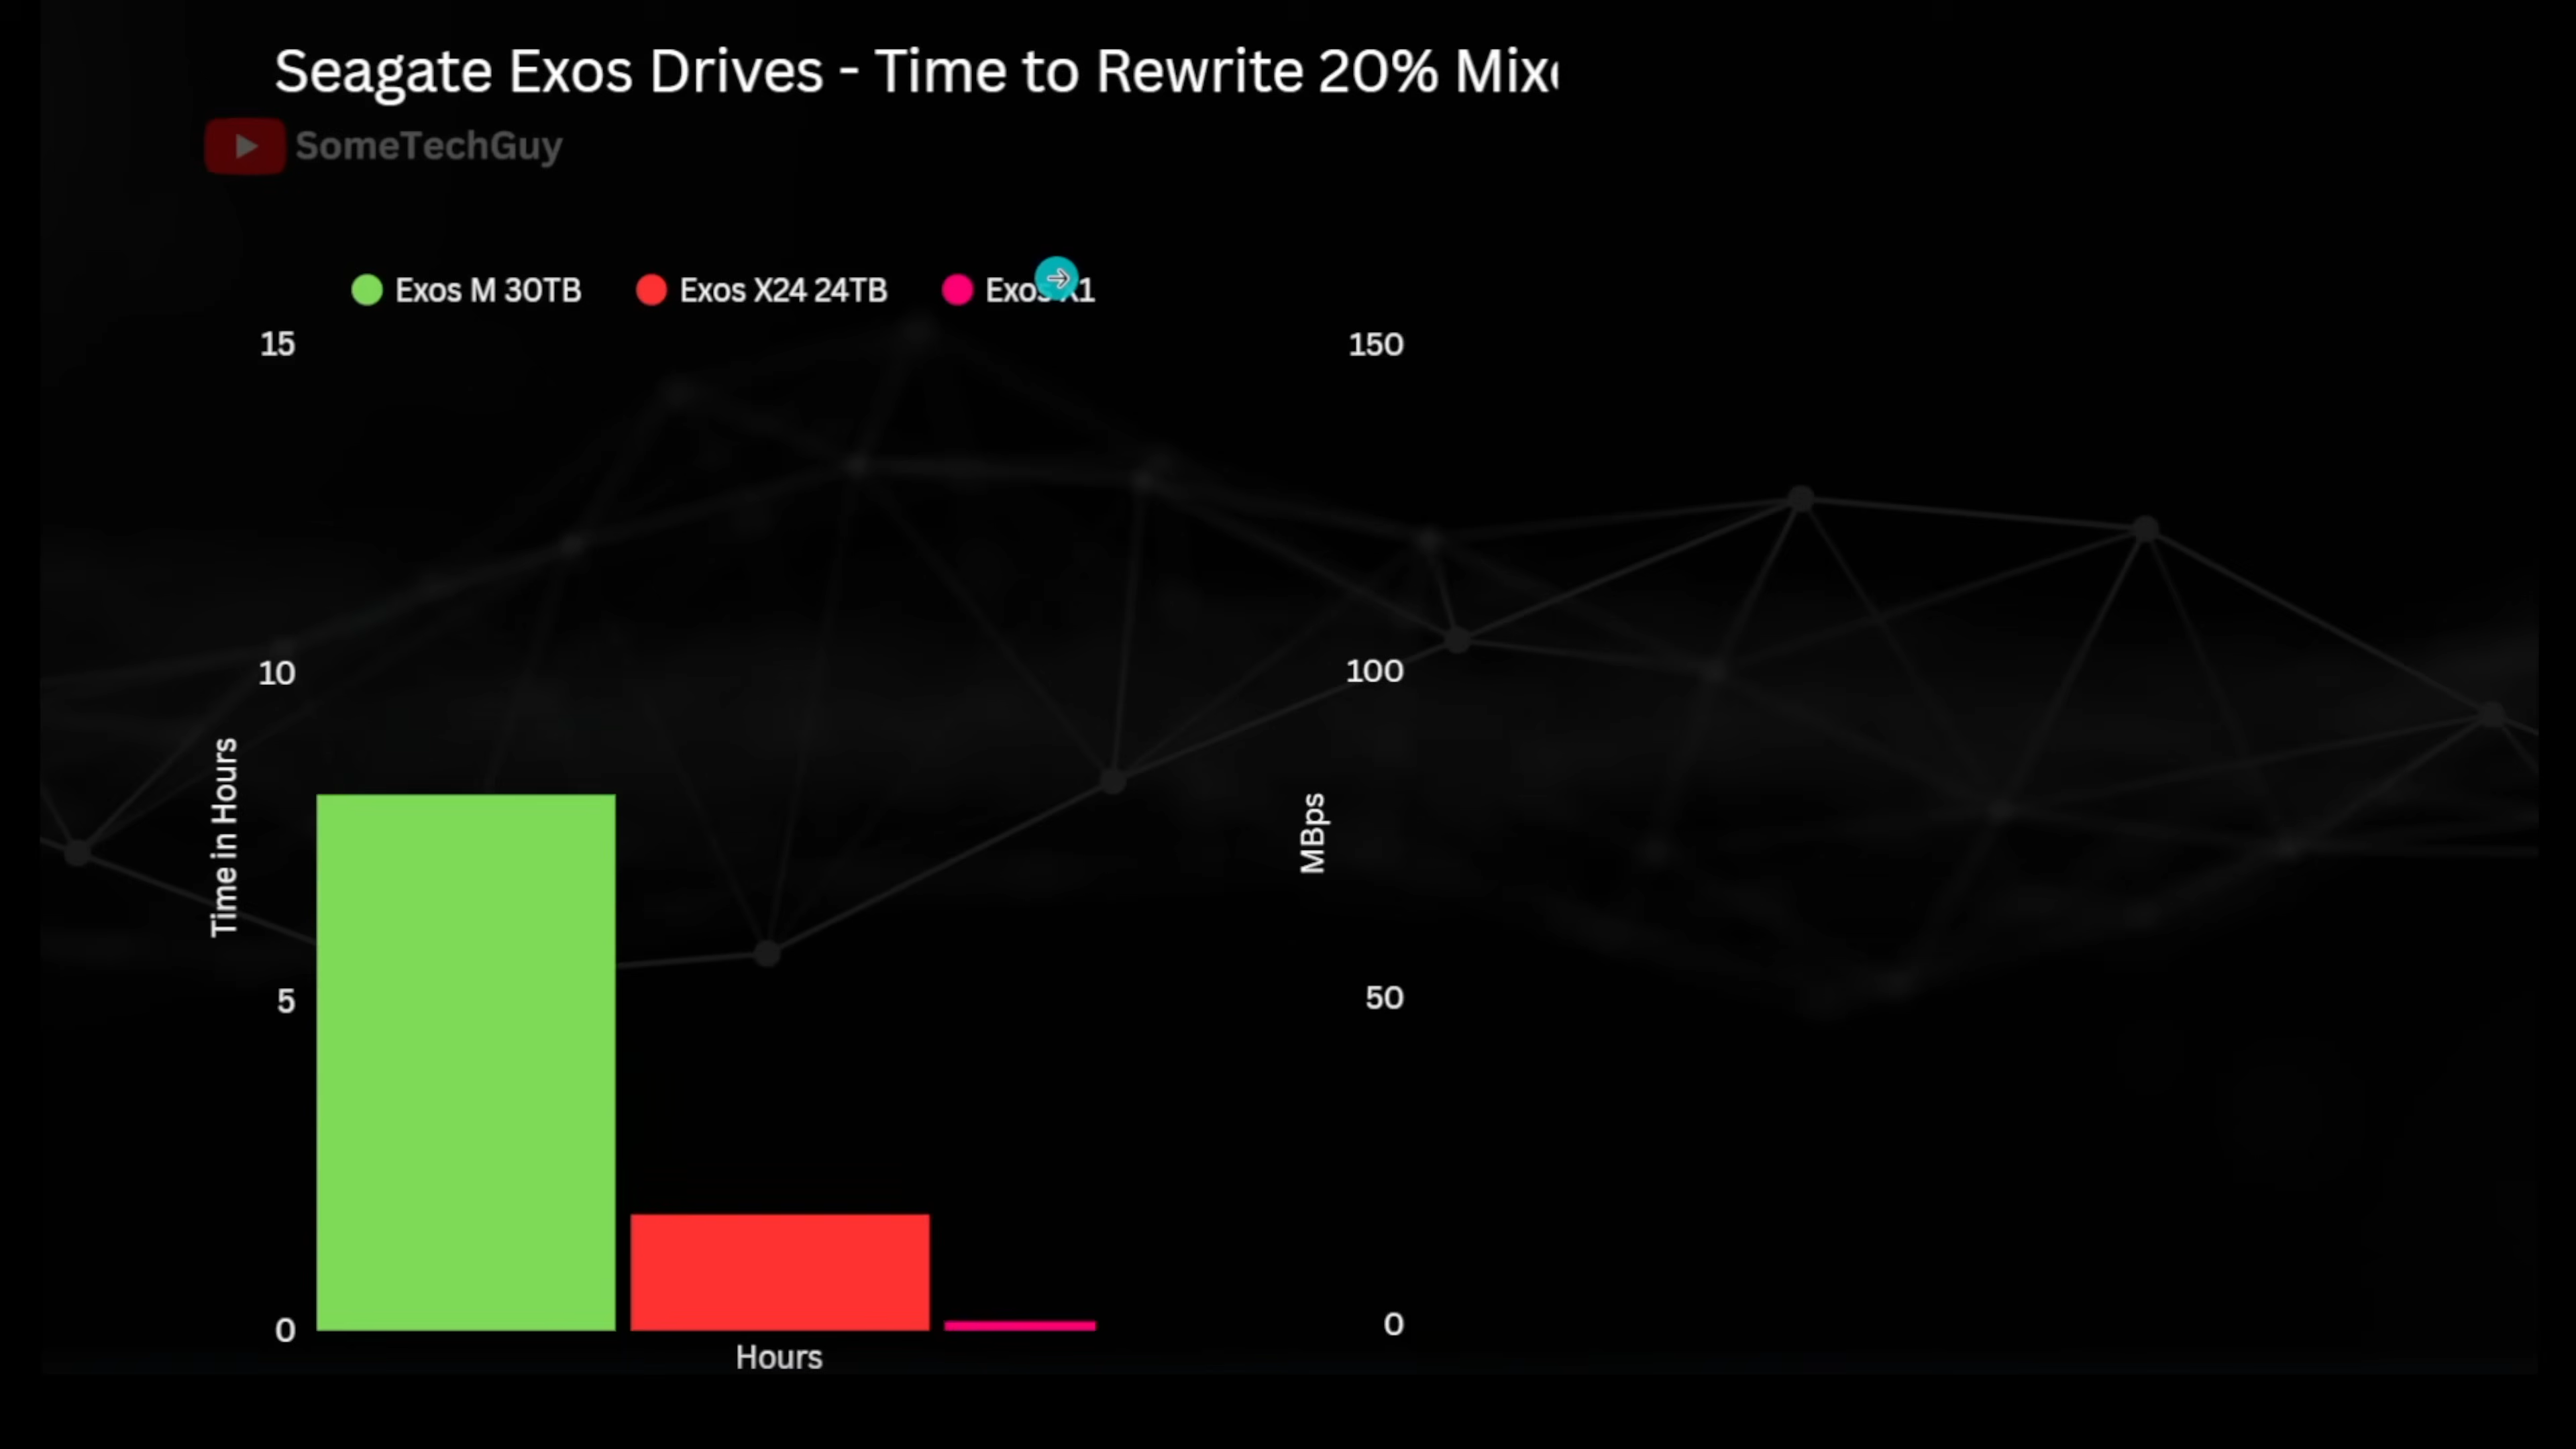 Seagate Exos Drives - Time to Rewrite 20%
SomeTechGuy
Exos M 30TB
Exos X24 24TB
15
10
5
0
Time in Hours
Hours
150
100
50
0
MBps